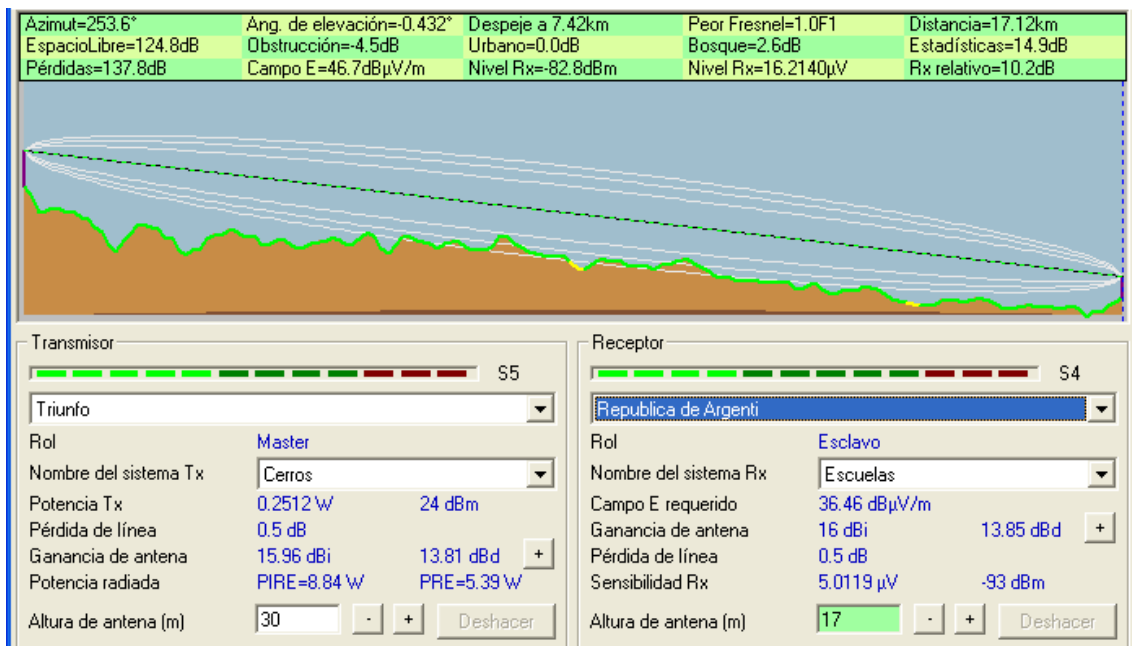 Azimut=253.6° Ang. de elevación=-0.432° Despeje a 7.42km Peor Fresnel=1.0F1 Distancia=17.12km
EspacioLibre=124.8dB Obstrucción=-4.5dB Urbano=0.0dB Bosque=2.6dB Estadísticas=14.9dB
Pérdidas=137.8dB Campo E=46.7dBµV/m Nivel Rx=-82.8dBm Nivel Rx=16.2140µV Rx relativo=10.2dB
Transmisor
S5
Triunfo
Rol Master
Nombre del sistema Tx Cerros
Potencia Tx 0.2512 W 24 dBm
Pérdida de línea 0.5 dB
Ganancia de antena 15.96 dBi 13.81 dBd +
Potencia radiada PIRE=8.84 W PRE=5.39 W
Altura de antena (m) 30 - + Deshacer
Receptor
S4
Republica de Argenti
Rol Esclavo
Nombre del sistema Rx Escuelas
Campo E requerido 36.46 dBµV/m
Ganancia de antena 16 dBi 13.85 dBd +
Pérdida de línea 0.5 dB
Sensibilidad Rx 5.0119 µV -93 dBm
Altura de antena (m) 17 - + Deshacer